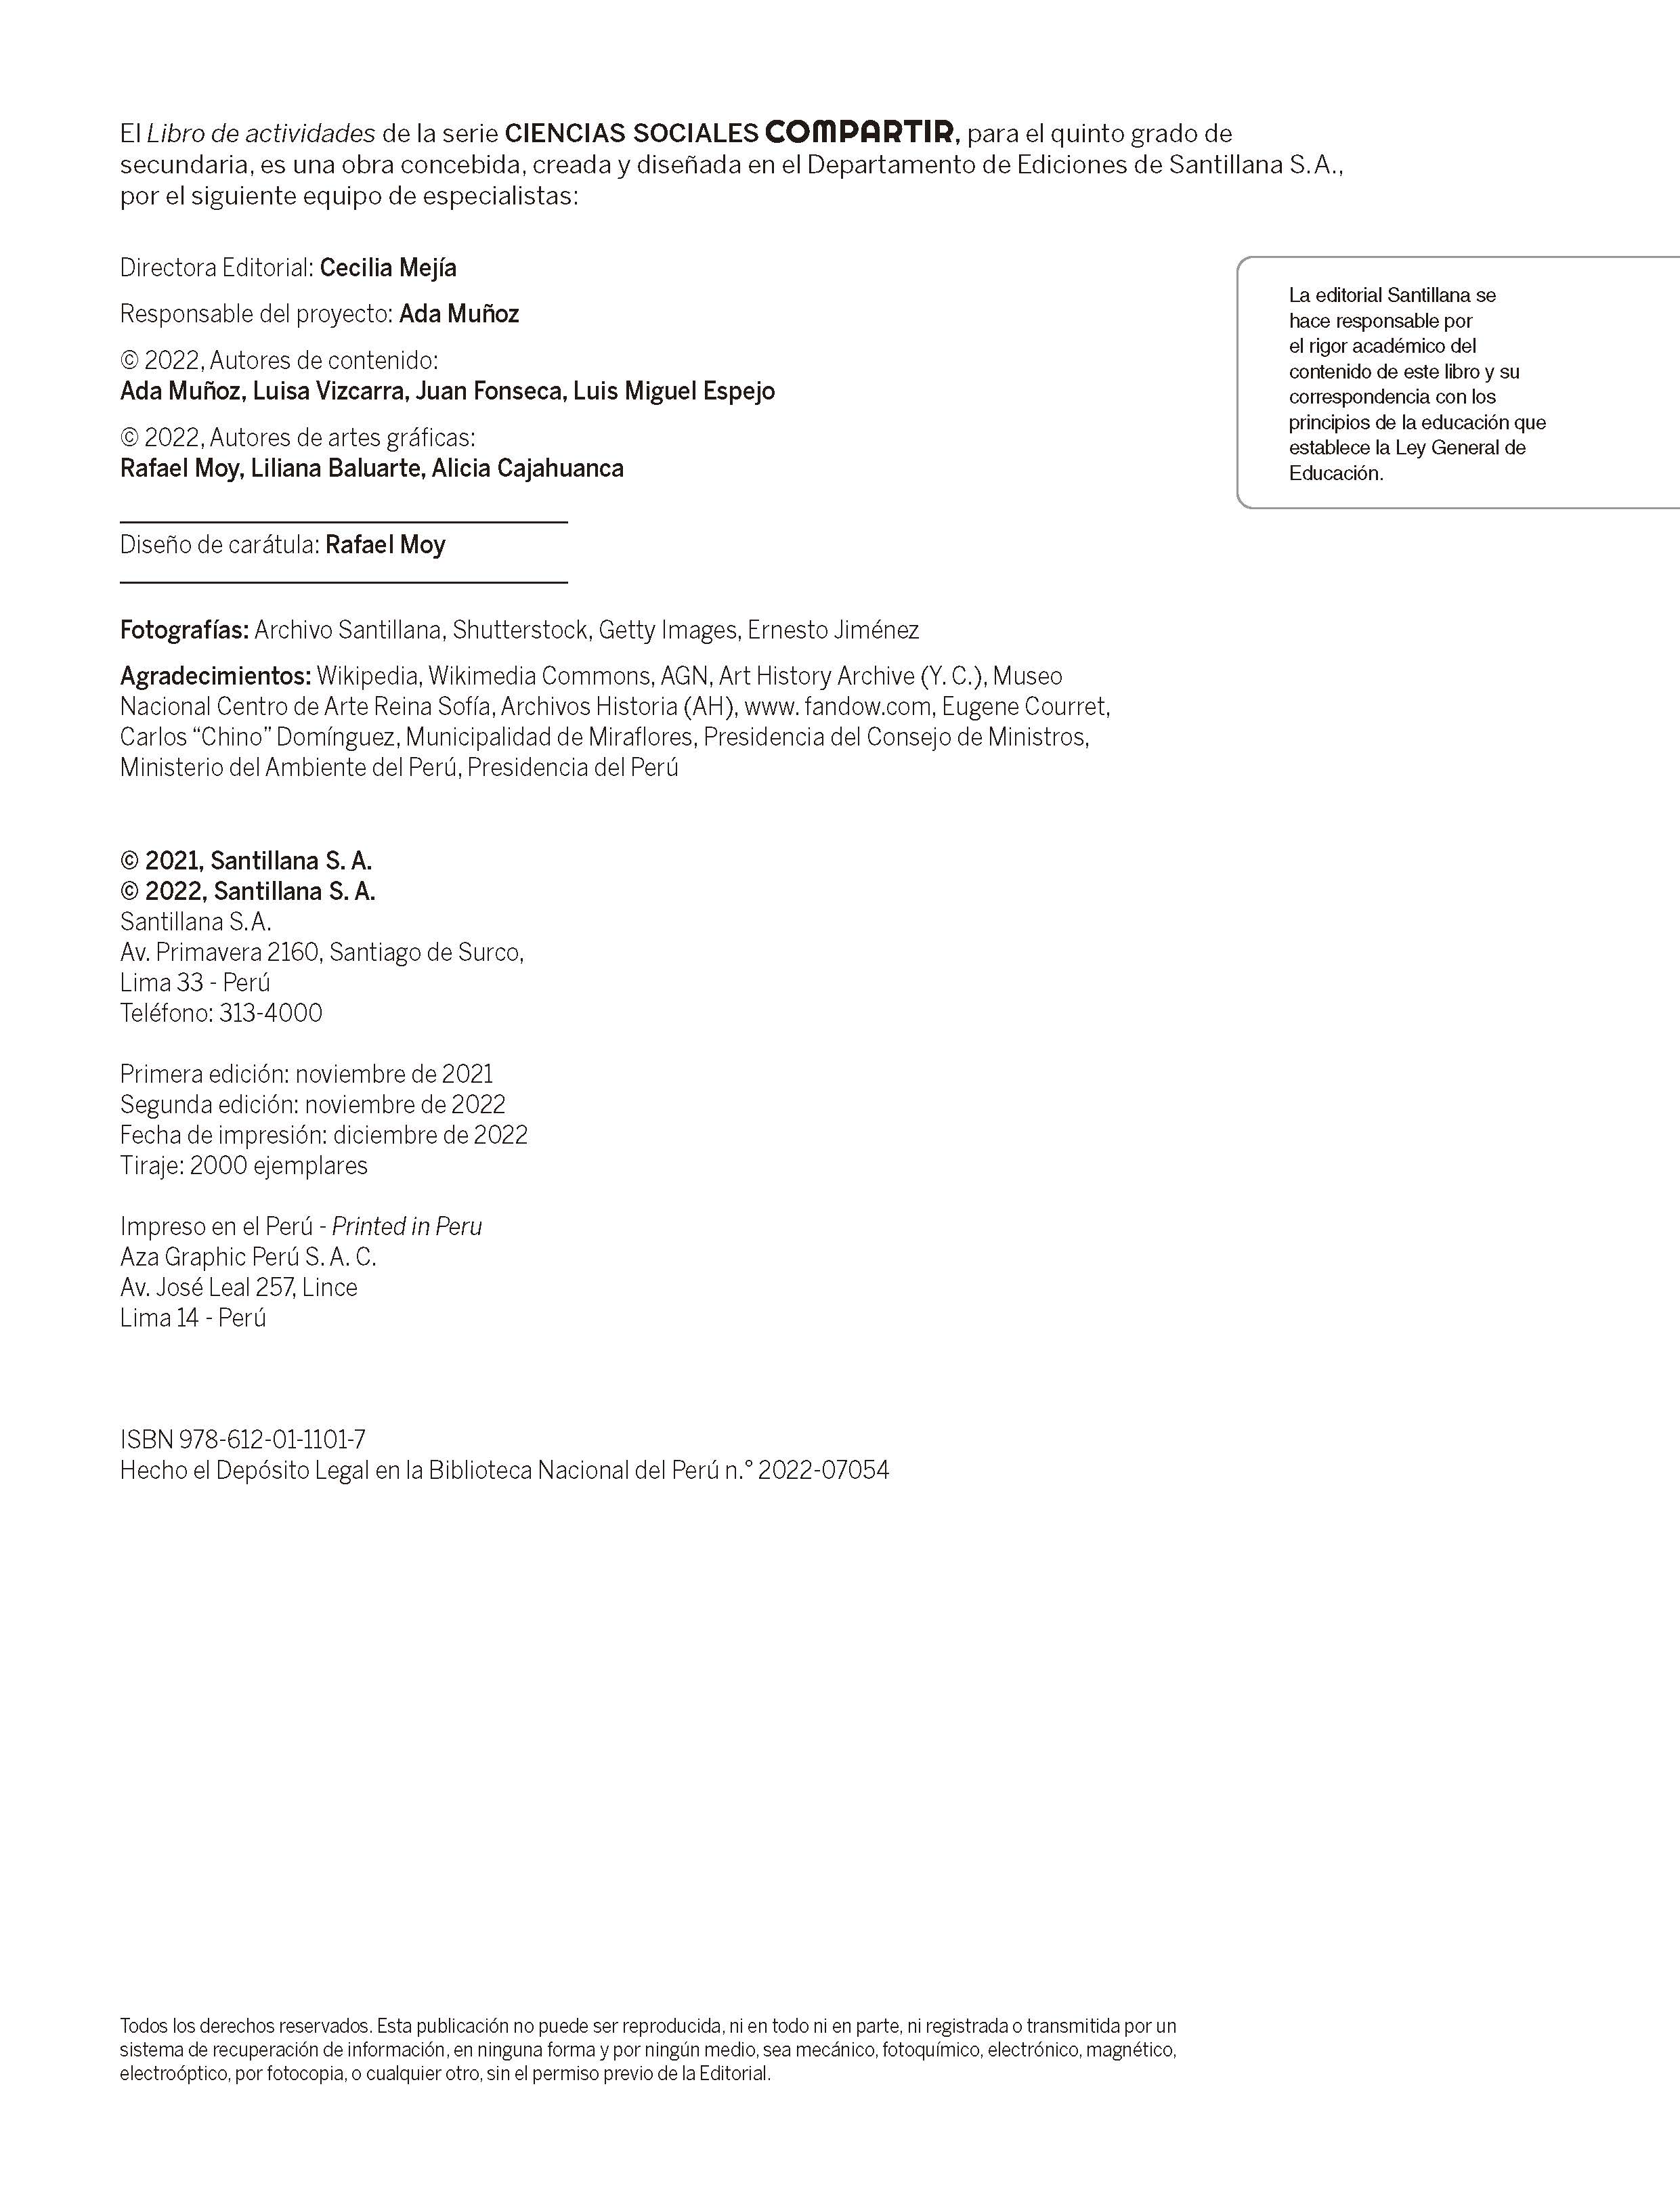 El Libro de actividades de la serie CIENCIAS SOCIALES COMPARTIR, para el quinto grado de
secundaria, es una obra concebida, creada y diseñada en el Departamento de Ediciones de Santillana S.A.,
por el siguiente equipo de especialistas:
Directora Editorial: Cecilia Mejía
Responsable del proyecto: Ada Muñoz
© 2022, Autores de contenido:
Ada Muñoz, Luisa Vizcarra, Juan Fonseca, Luis Miguel Espejo
© 2022, Autores de artes gráficas:
Rafael Moy, Liliana Baluarte, Alicia Cajahuanca
La editorial Santillana se
hace responsable por
el rigor académico del
contenido de este libro y su
correspondencia con los
principios de la educación que
establece la Ley General de
Educación.
Diseño de carátula: Rafael Moy
Fotografías: Archivo Santillana, Shutterstock, Getty Images, Ernesto Jiménez
Agradecimientos: Wikipedia, Wikimedia Commons, AGN, Art History Archive (Y. C.), Museo
Nacional Centro de Arte Reina Sofía, Archivos Historia (AH), www. fandow.com, Eugene Courret,
Carlos “Chino” Domínguez, Municipalidad de Miraflores, Presidencia del Consejo de Ministros,
Ministerio del Ambiente del Perú, Presidencia del Perú
© 2021, Santillana S. A.
© 2022, Santillana S. A.
Santillana S.A.
Av. Primavera 2160, Santiago de Surco,
Lima 33 - Perú
Teléfono: 313-4000
Primera edición: noviembre de 2021
Segunda edición: noviembre de 2022
Fecha de impresión: diciembre de 2022
Tiraje: 2000 ejemplares
Impreso en el Perú - Printed in Peru
Aza Graphic Perú S. A. C.
Av. José Leal 257, Lince
Lima 14 - Perú
ISBN 978-612-01-1101-7
Hecho el Depósito Legal en la Biblioteca Nacional del Perú n.° 2022-07054
Todos los derechos reservados. Esta publicación no puede ser reproducida, ni en todo ni en parte, ni registrada o transmitida por un
sistema de recuperación de información, en ninguna forma y por ningún medio, sea mecánico, fotoquímico, electrónico, magnético,
electroóptico, por fotocopia, o cualquier otro, sin el permiso previo de la Editorial.